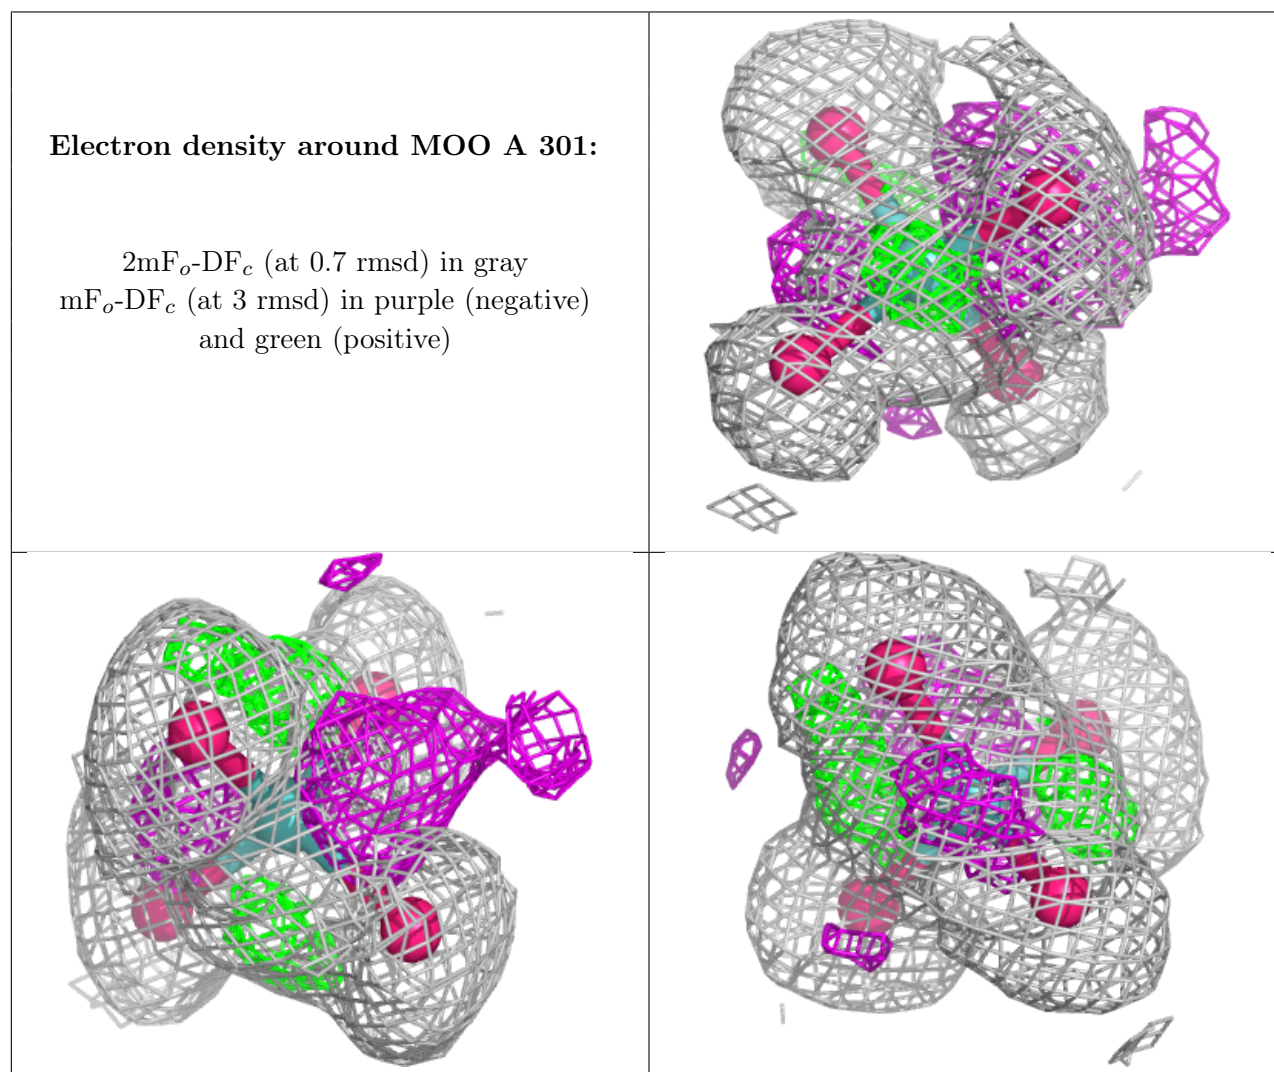 Electron density around MOO A 301:
2mFo-DFc (at 0.7 rmsd) in gray
mFo-DFc (at 3 rmsd) in purple (negative)
and green (positive)